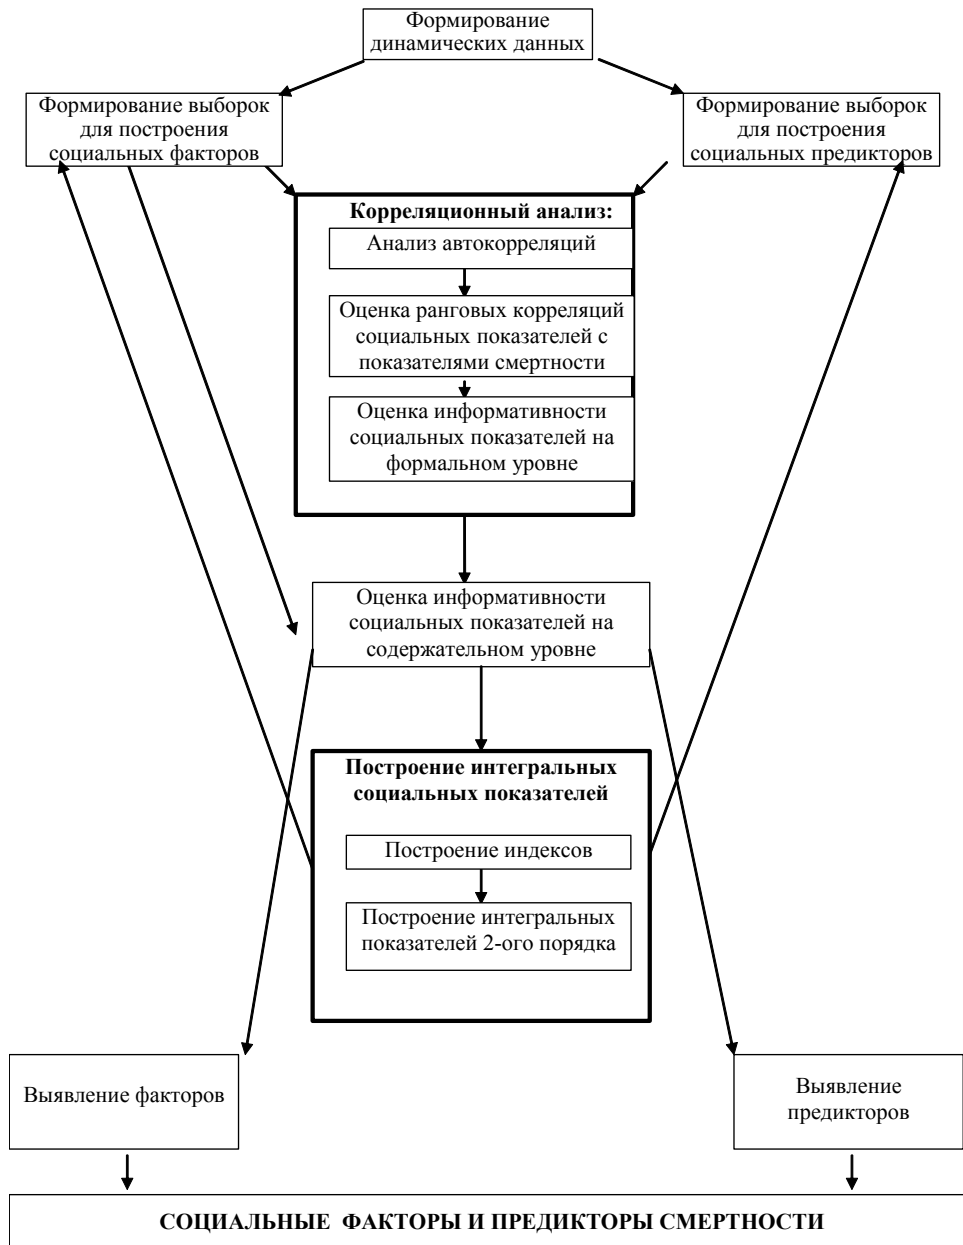 Формирование
динамических данных
Формирование выборок
для построения
социальных факторов
Формирование выборок
для построения
социальных предикторов
Корреляционный анализ:
Анализ автокорреляций
Оценка ранговых корреляций
социальных показателей с
показателями смертности
Оценка информативности
социальных показателей на
формальном уровне
Оценка информативности
социальных показателей на
содержательном уровне
Построение интегральных
социальных показателей
Построение индексов
Построение интегральных
показателей 2-ого порядка
Выявление факторов
Выявление
предикторов
СОЦИАЛЬНЫЕ ФАКТОРЫ И ПРЕДИКТОРЫ СМЕРТНОСТИ